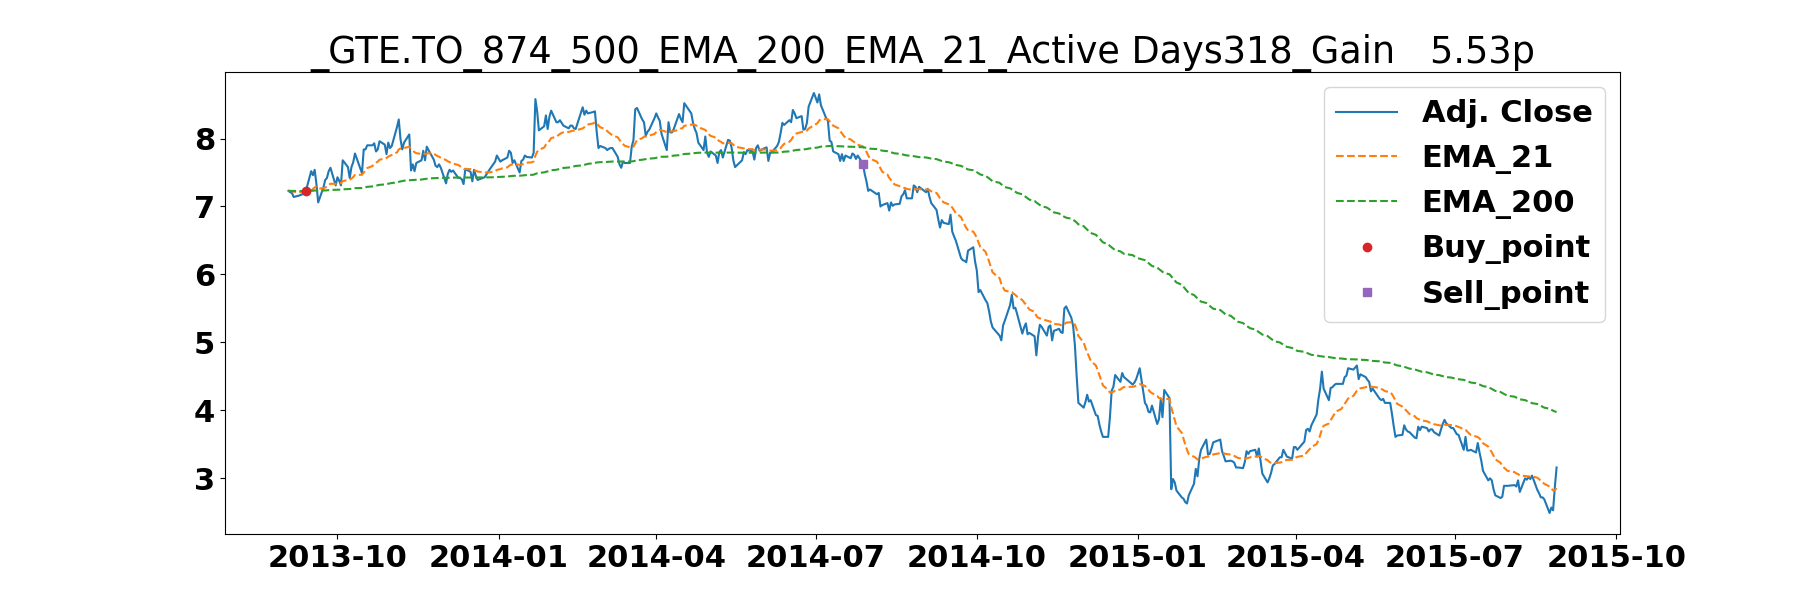 _GTE.TO_874_500_EMA_200_EMA_21_Active Days318_Gain   5.53p
Adj. Close
EMA_21
EMA_200
Buy_point
Sell_point
8
7
6
5
4
3
2013-10 2014-01 2014-04 2014-07 2014-10 2015-01 2015-04 2015-07 2015-10